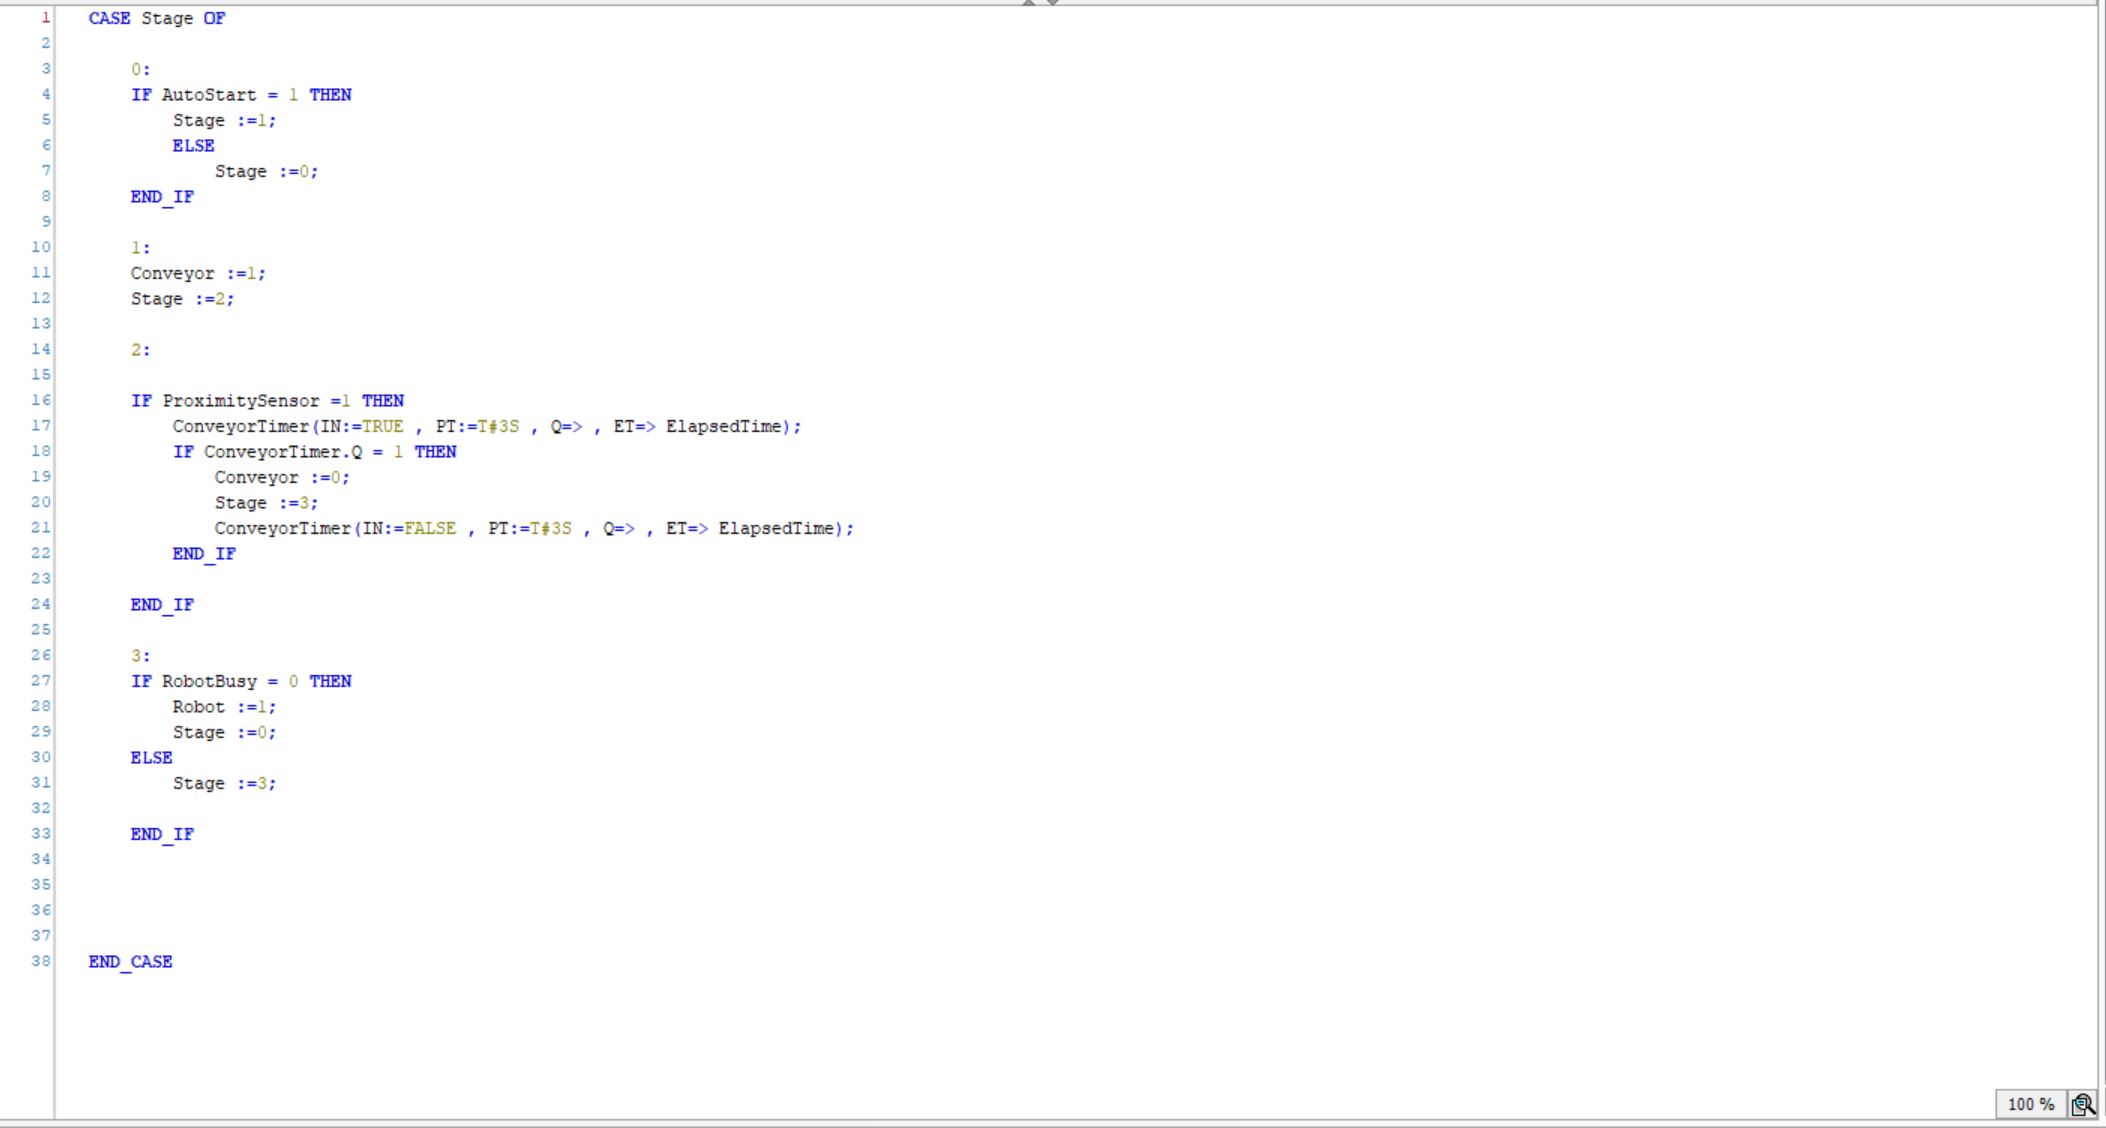 1 CASE Stage OF
2
3 0:
4 IF AutoStart = 1 THEN
5 Stage :=1;
6 ELSE
7 Stage :=0;
8 END_IF
9
10 1:
11 Conveyor :=1;
12 Stage :=2;
13
14 2:
15
16 IF ProximitySensor =1 THEN
17 ConveyorTimer(IN:=TRUE , PT:=T#3S , Q=> , ET=> ElapsedTime);
18 IF ConveyorTimer.Q = 1 THEN
19 Conveyor :=0;
20 Stage :=3;
21 ConveyorTimer(IN:=FALSE , PT:=T#3S , Q=> , ET=> ElapsedTime);
22 END_IF
23
24 END_IF
25
26 3:
27 IF RobotBusy = 0 THEN
28 Robot :=1;
29 Stage :=0;
30 ELSE
31 Stage :=3;
32
33 END_IF
34
35
36
37
38 END_CASE
100 %